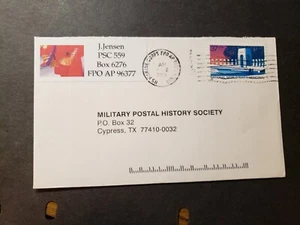 J.Jensen
PSC 559
Box 6276
FPO AP 96377
MILITARY POSTAL HISTORY SOCIETY
P.O. Box 32
Cypress, TX 77410-0032